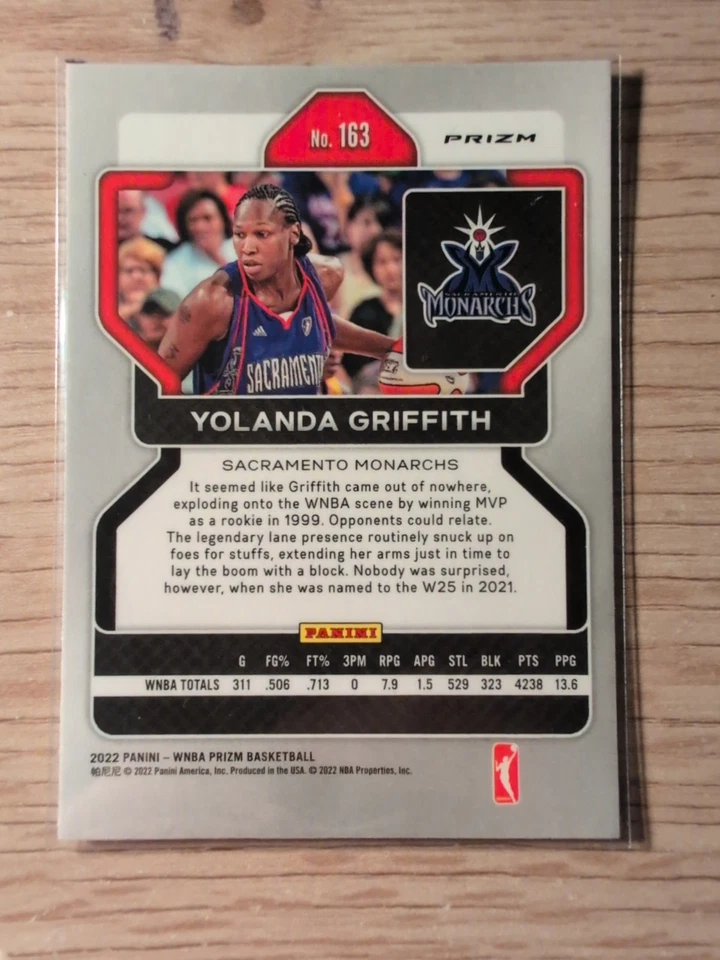 No. 163
PRIZM
SACRAMENTO
MONARCHS
SACRAMEN
YOLANDA GRIFFITH
SACRAMENTO MONARCHS
It seemed like Griffith came out of nowhere,
exploding onto the WNBA scene by winning MVP
as a rookie in 1999. Opponents could relate.
The legendary lane presence routinely snuck up on
foes for stuffs, extending her arms just in time to
lay the boom with a block. Nobody was surprised,
however, when she was named to the W25 in 2021.
PANINI
G FG% FT% 3PM RPG APG STL BLK PTS PPG
WNBA TOTALS 311 .506 .713 0 7.9 1.5 529 323 4238 13.6
2022 PANINI – WNBA PRIZM BASKETBALL
帕尼尼 © 2022 Panini America, Inc. Produced in the USA. © 2022 NBA Properties, Inc.